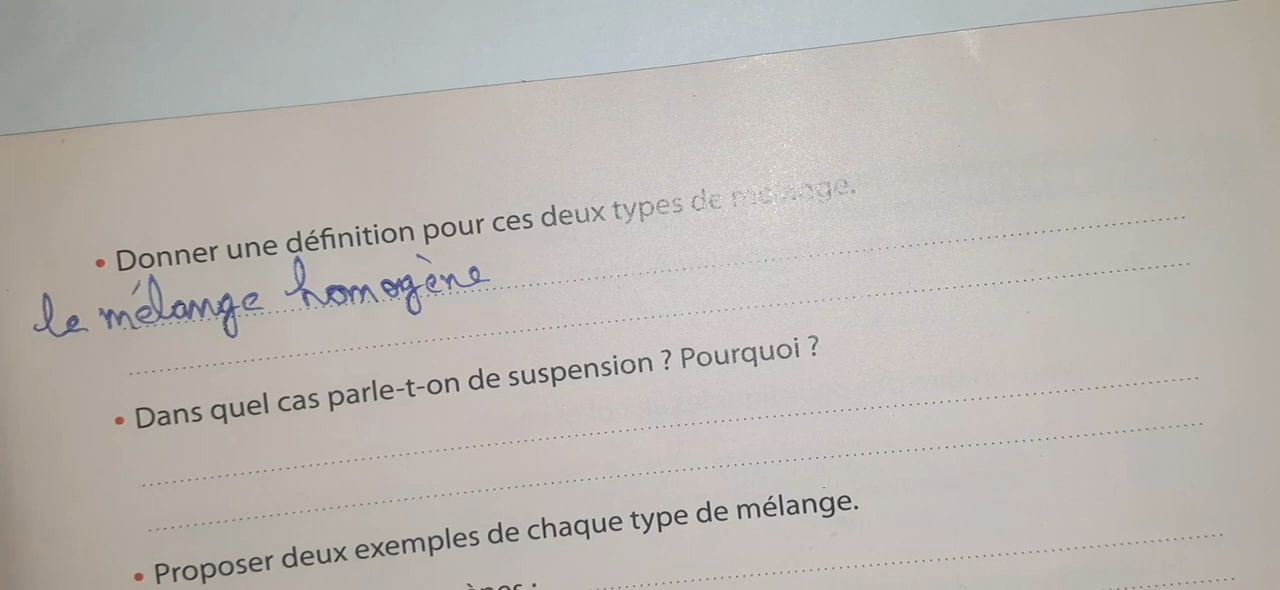 • Donner une définition pour ces deux types de mélange.
le mélange homogène
• Dans quel cas parle-t-on de suspension ? Pourquoi ?
• Proposer deux exemples de chaque type de mélange.